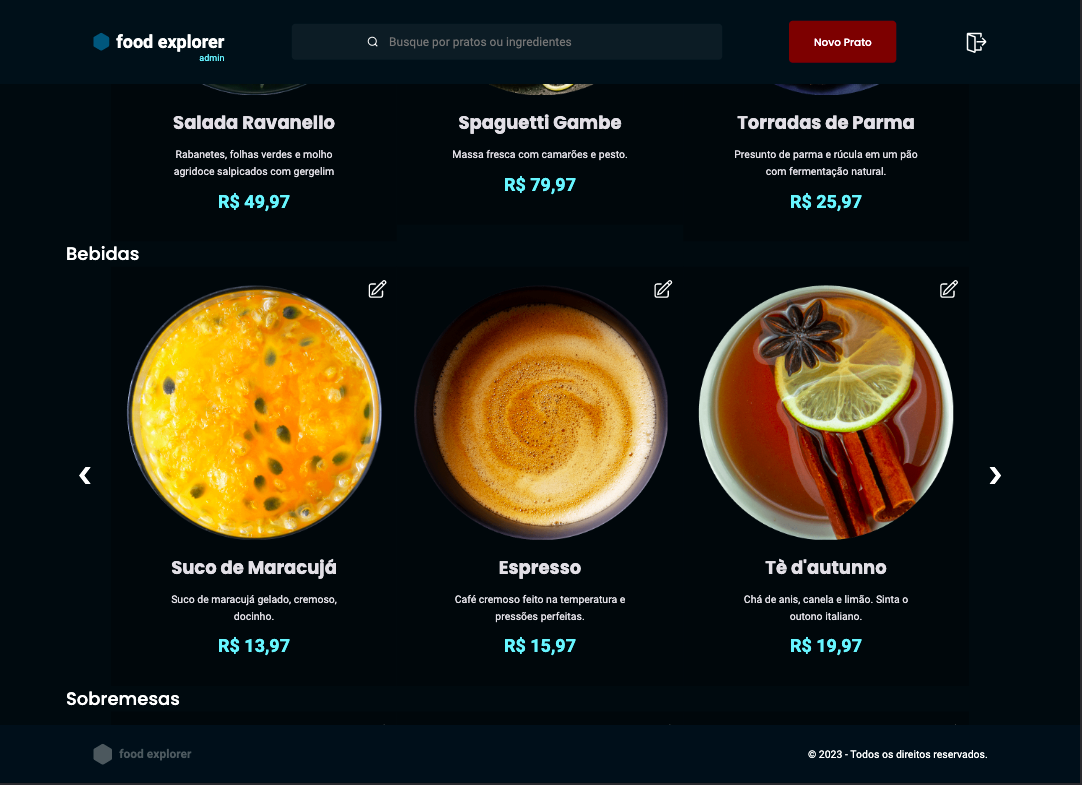 food explorer
admin
Busque por pratos ou ingredientes
Novo Prato
Salada Ravanello
Rabanetes, folhas verdes e molho
agridoce salpicados com gergelim
R$ 49,97
Spaguetti Gambe
Massa fresca com camarões e pesto.
R$ 79,97
Torradas de Parma
Presunto de parma e rúcula em um pão
com fermentação natural.
R$ 25,97
Bebidas
Suco de Maracujá
Suco de maracujá gelado, cremoso,
docinho.
R$ 13,97
Espresso
Café cremoso feito na temperatura e
pressões perfeitas.
R$ 15,97
Tè d'autunno
Chá de anis, canela e limão. Sinta o
outono italiano.
R$ 19,97
Sobremesas
food explorer
© 2023 - Todos os direitos reservados.